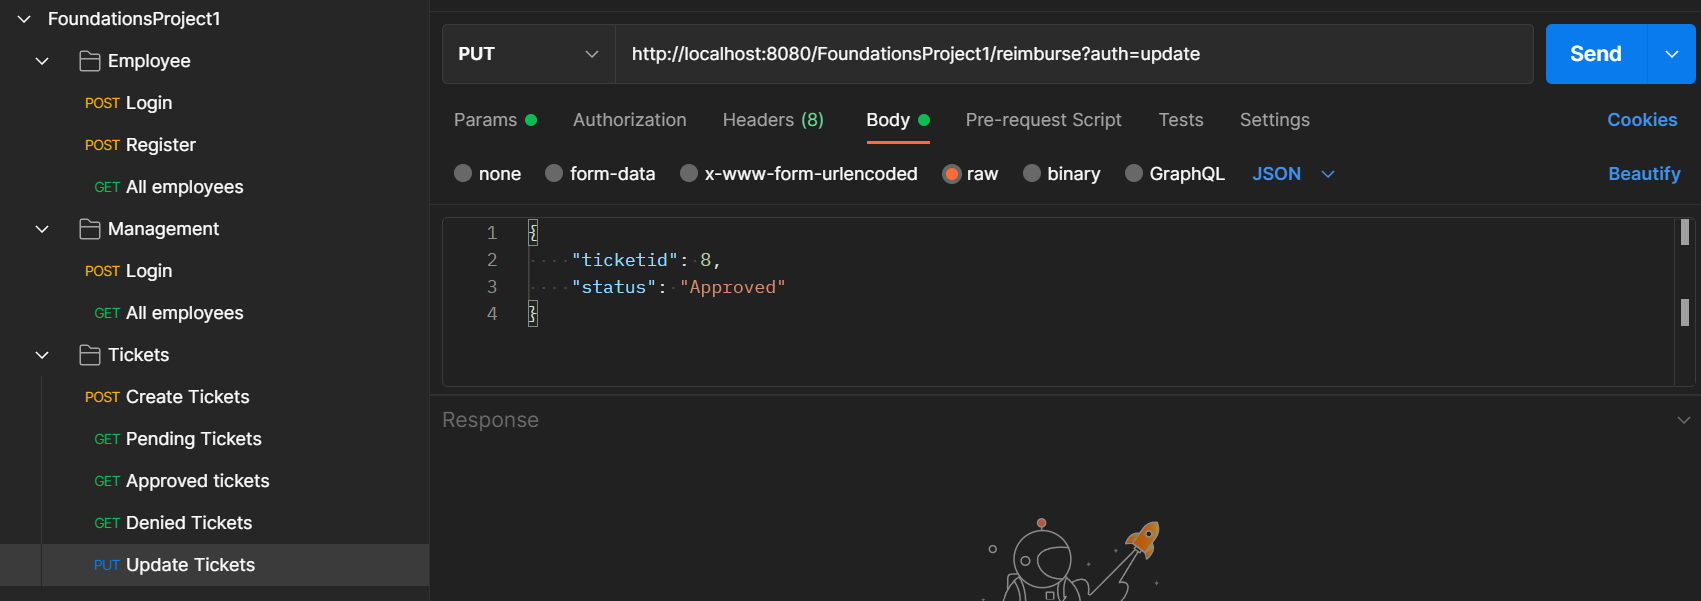 FoundationsProject1
Employee
POST Login
POST Register
GET All employees
Management
POST Login
GET All employees
Tickets
POST Create Tickets
GET Pending Tickets
GET Approved tickets
GET Denied Tickets
PUT Update Tickets
PUT http://localhost:8080/FoundationsProject1/reimburse?auth=update Send
Params Authorization Headers (8) Body Pre-request Script Tests Settings Cookies
none form-data x-www-form-urlencoded raw binary GraphQL JSON Beautify
1 {
2 "ticketid": 8,
3 "status": "Approved"
4 }
Response